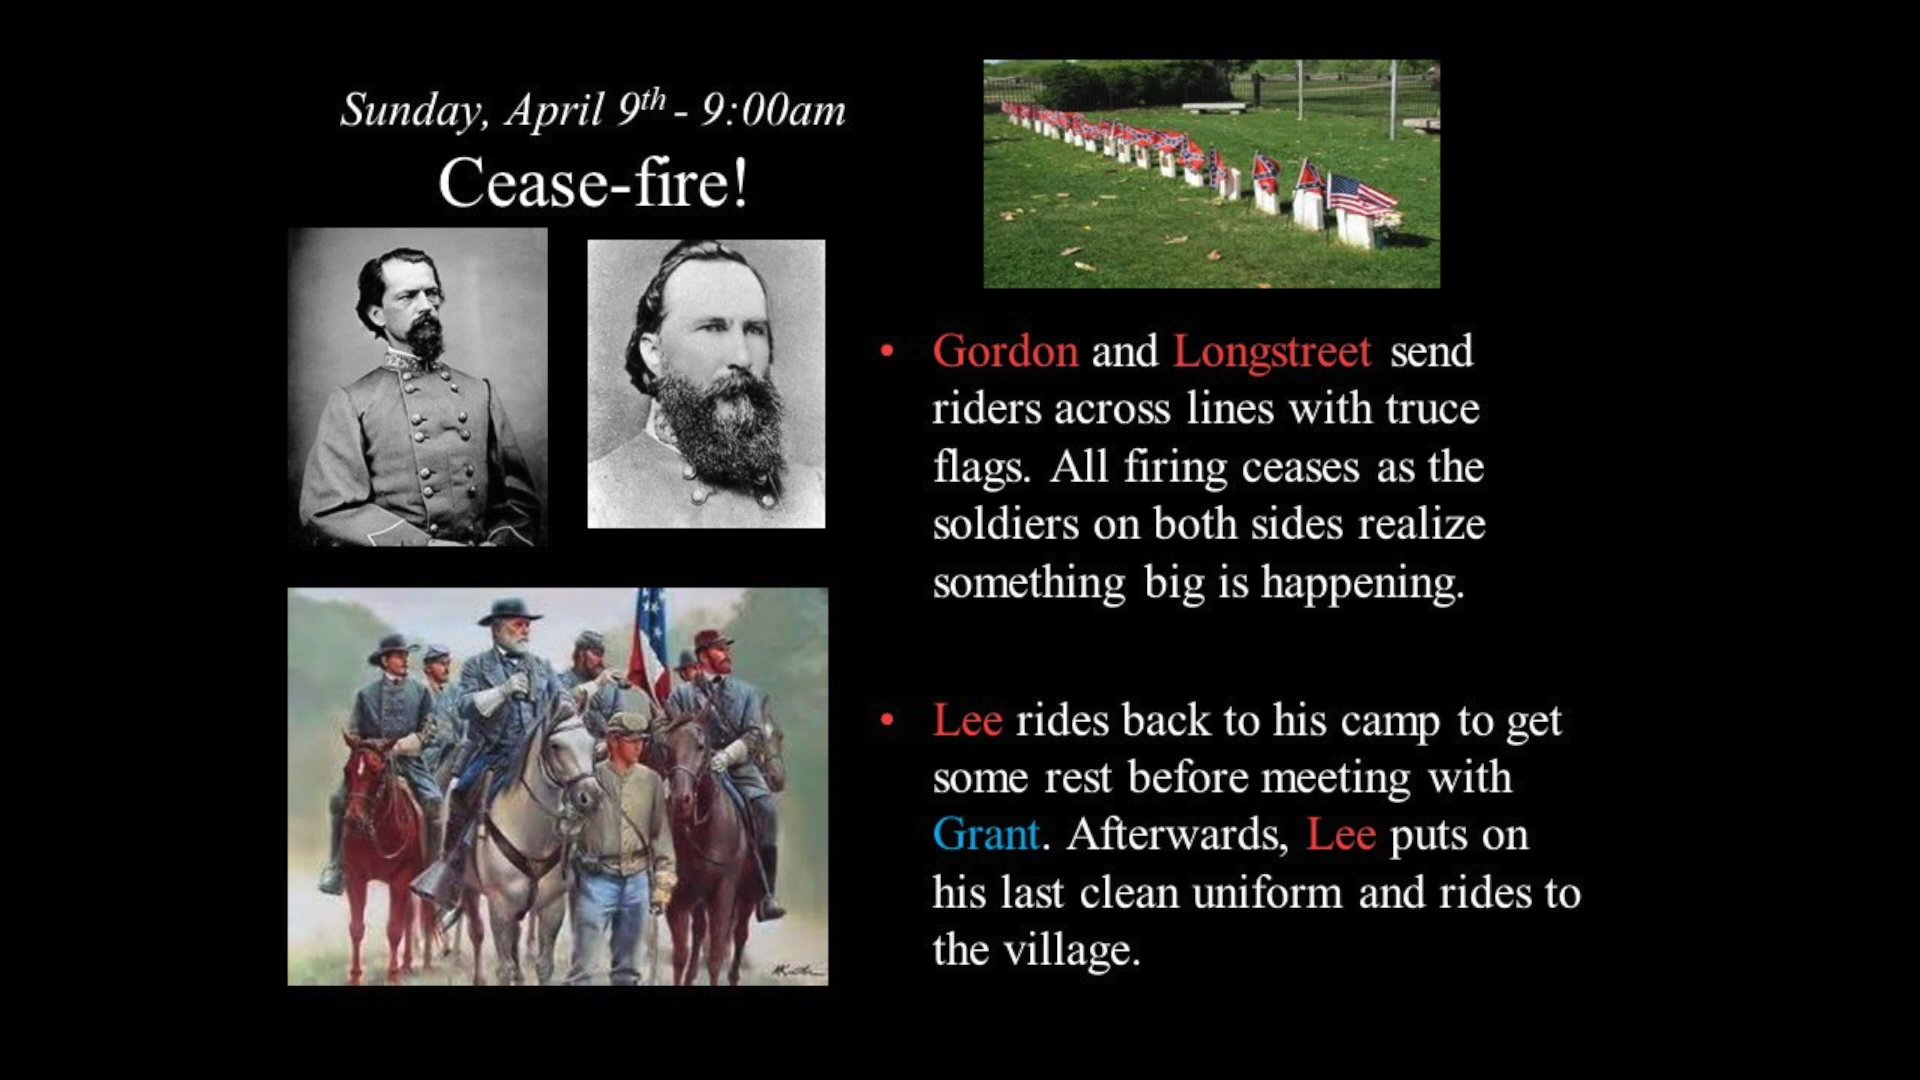 Sunday, April 9th - 9:00am
Cease-fire!
• Gordon and Longstreet send
riders across lines with truce
flags. All firing ceases as the
soldiers on both sides realize
something big is happening.
• Lee rides back to his camp to get
some rest before meeting with
Grant. Afterwards, Lee puts on
his last clean uniform and rides to
the village.